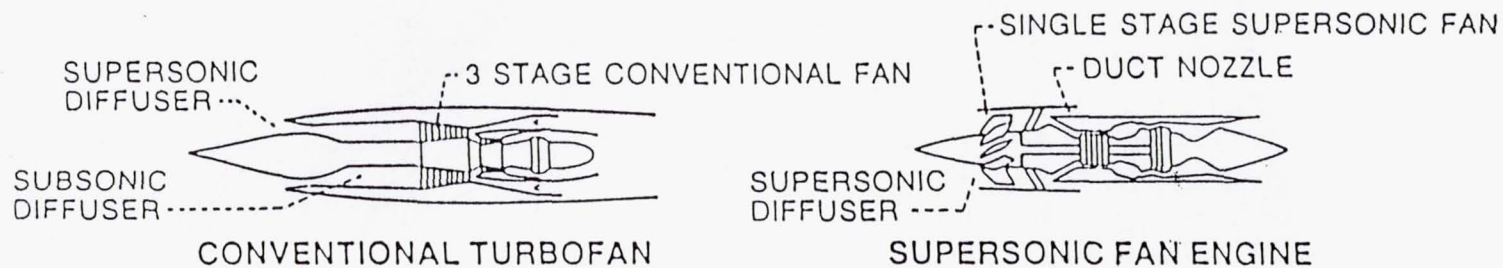 SUPERSONIC
DIFFUSER
3 STAGE CONVENTIONAL FAN
SUBSONIC
DIFFUSER
CONVENTIONAL TURBOFAN
SINGLE STAGE SUPERSONIC FAN
DUCT NOZZLE
SUPERSONIC
DIFFUSER
SUPERSONIC FAN ENGINE